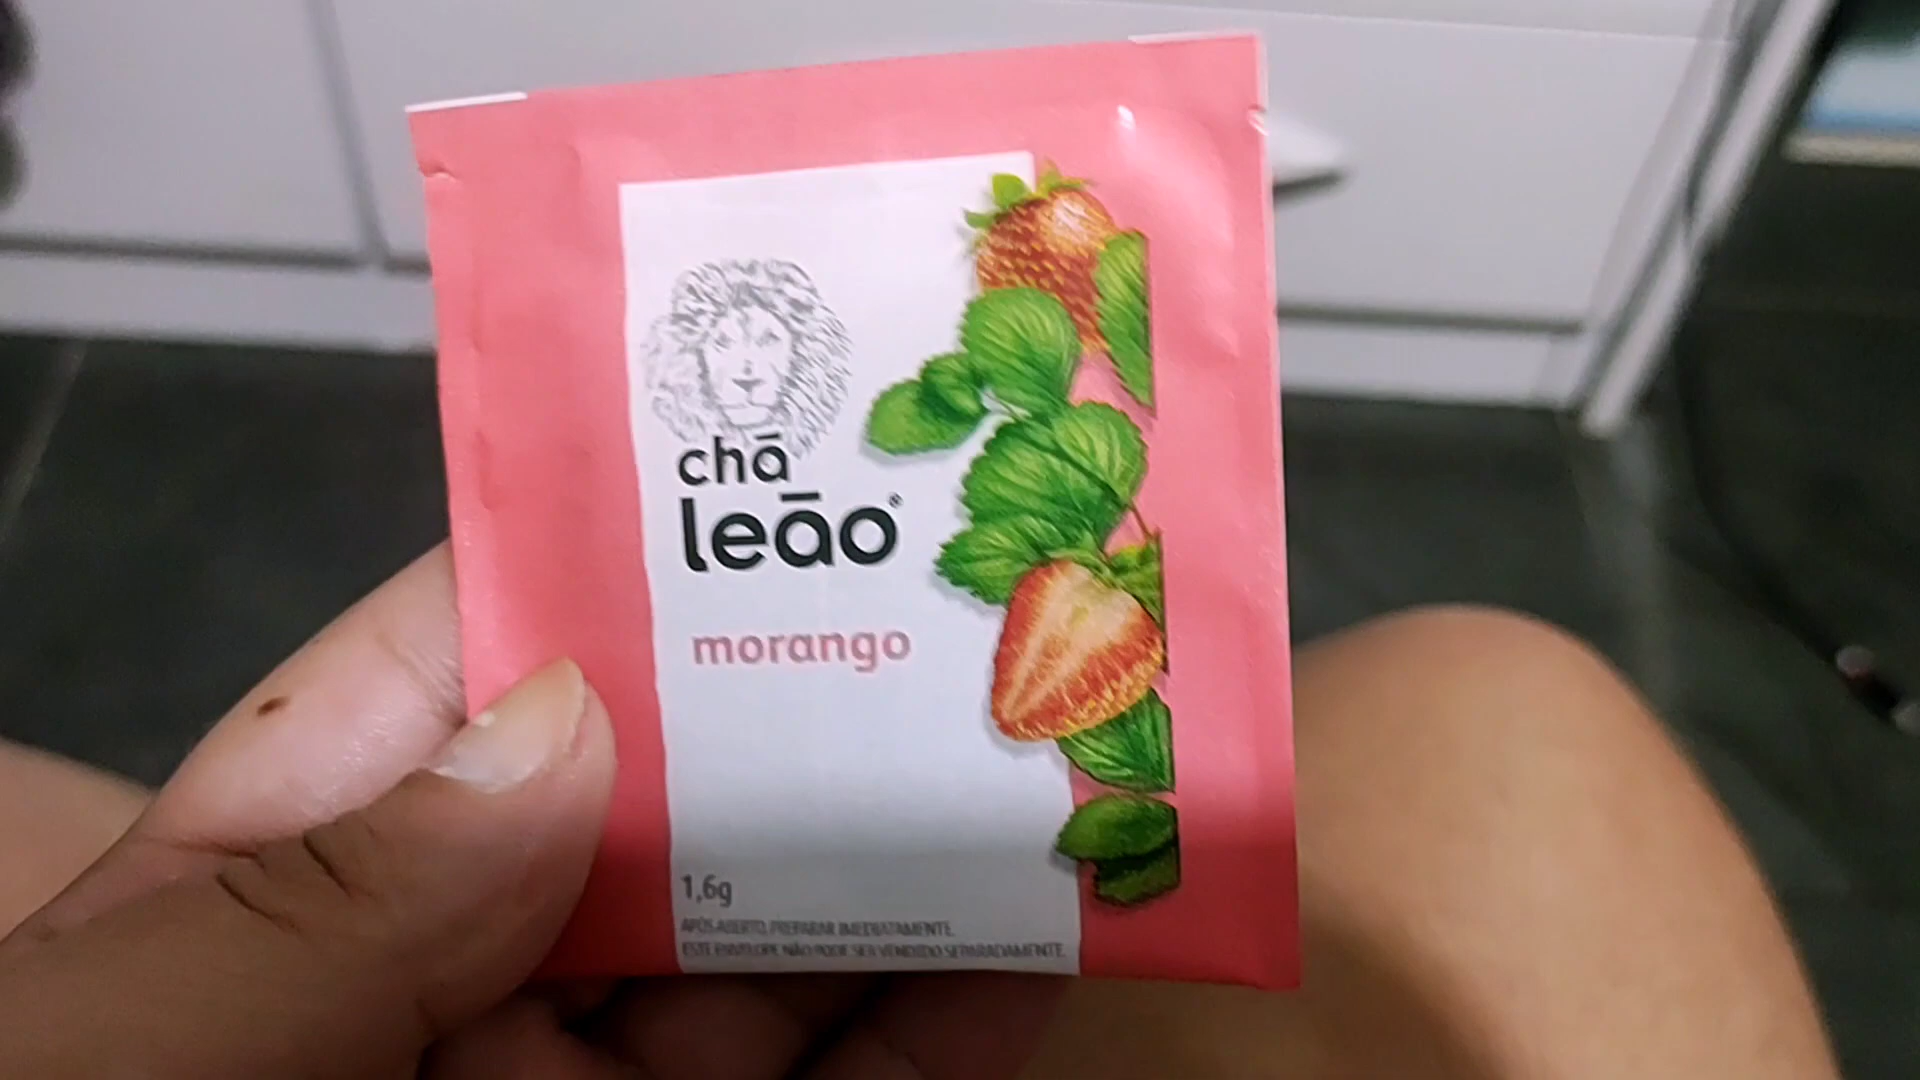 chá
leão®
morango
1,6g
APÓS ABERTO, PREPARAR IMEDIATAMENTE.
ESTE ENVELOPE NÃO PODE SER VENDIDO SEPARADAMENTE.